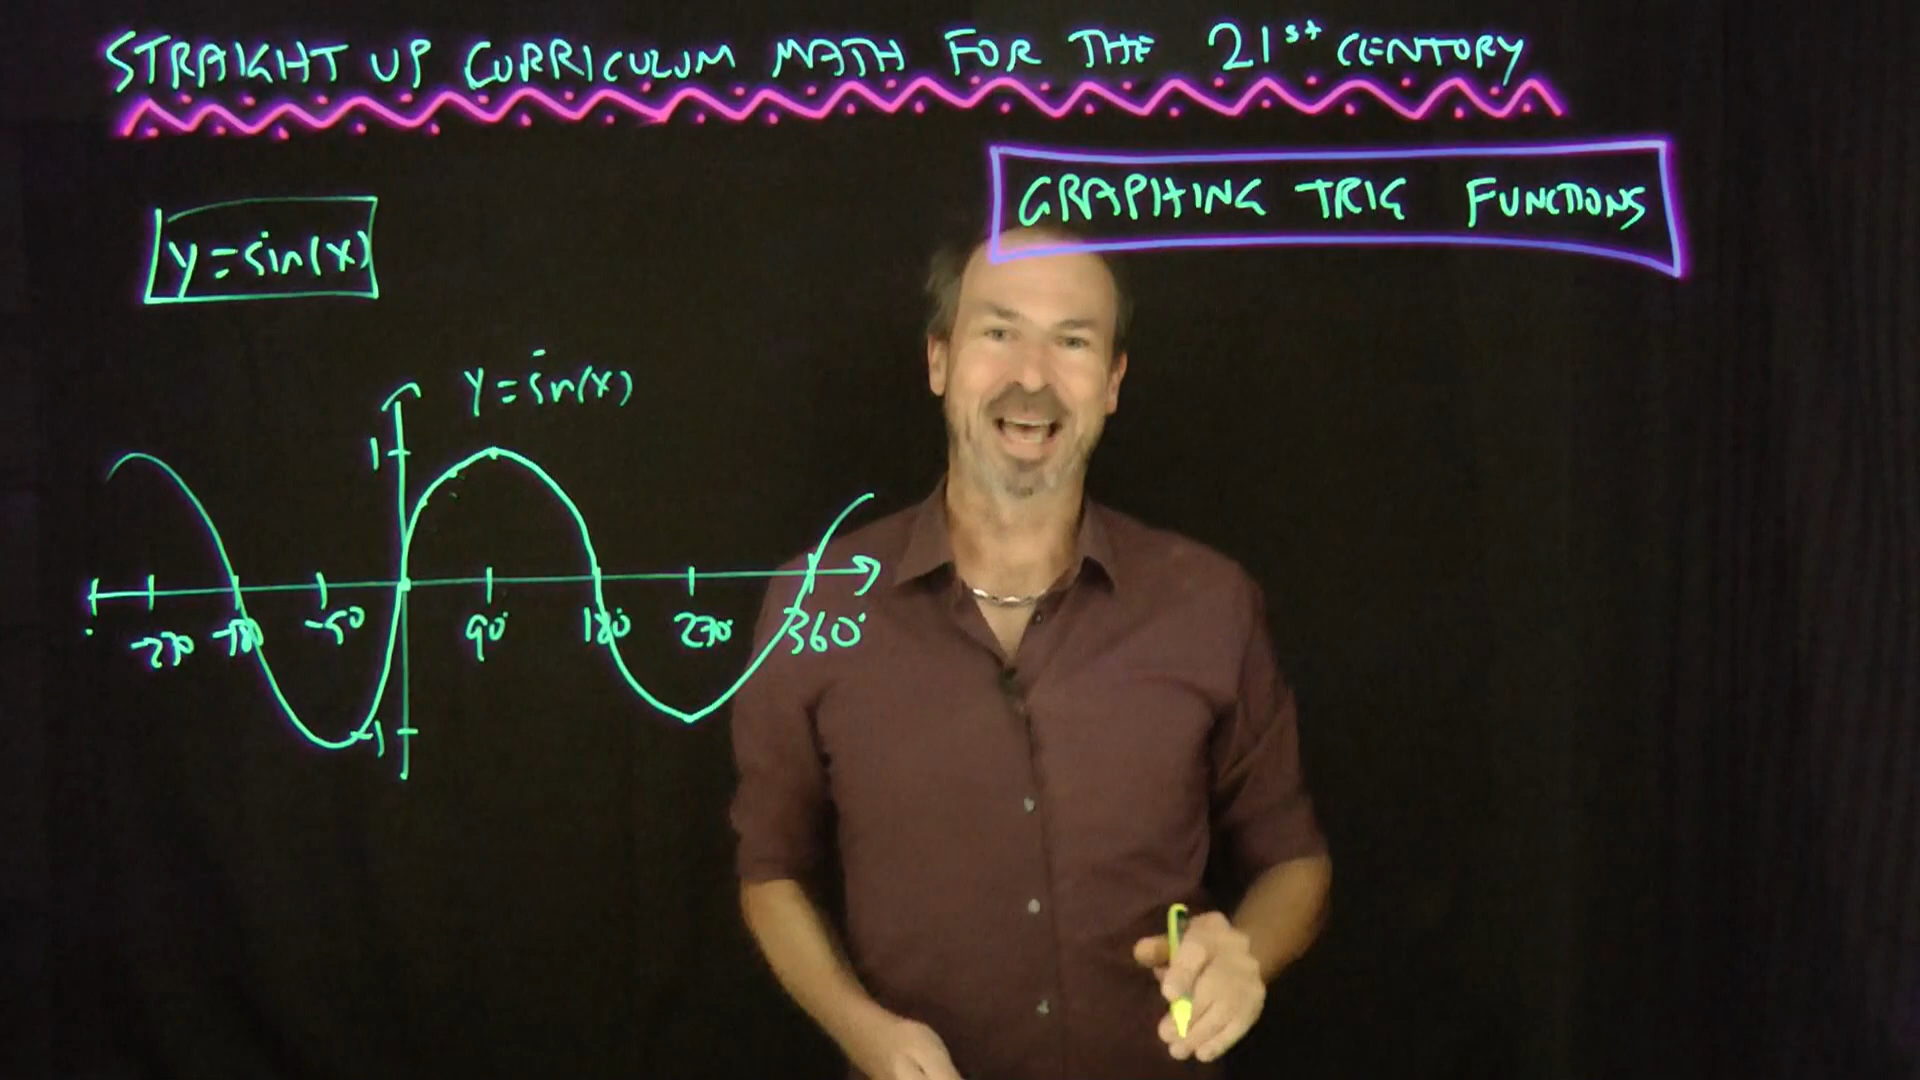 STRAIGHT UP CURRICULUM MATH FOR THE 21st CENTURY
GRAPHING TRIG FUNCTIONS
y=sin(x)
y=sin(x)
1
-270 -180 -90 90° 180° 270° 360°
-1